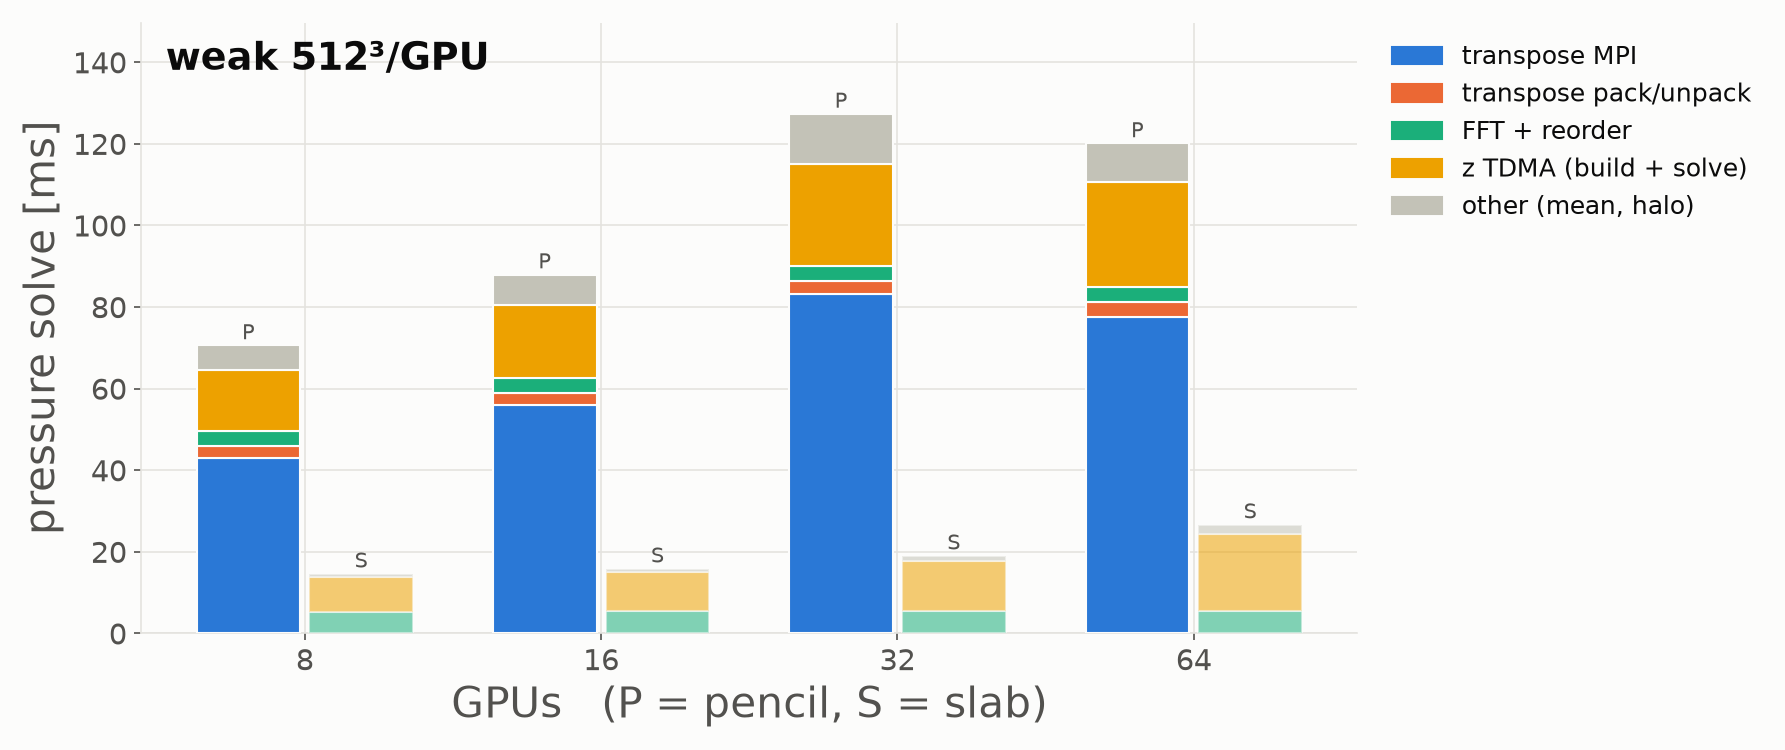 weak 512³/GPU
pressure solve [ms]
140
120
100
80
60
40
20
0
P
S
P
S
P
S
P
S
8
16
32
64
GPUs   (P = pencil, S = slab)
transpose MPI
transpose pack/unpack
FFT + reorder
z TDMA (build + solve)
other (mean, halo)